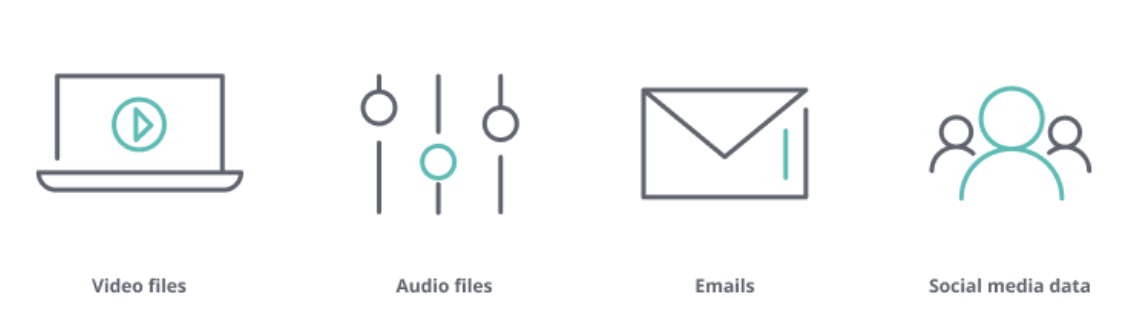 Video files
Audio files
Emails
Social media data